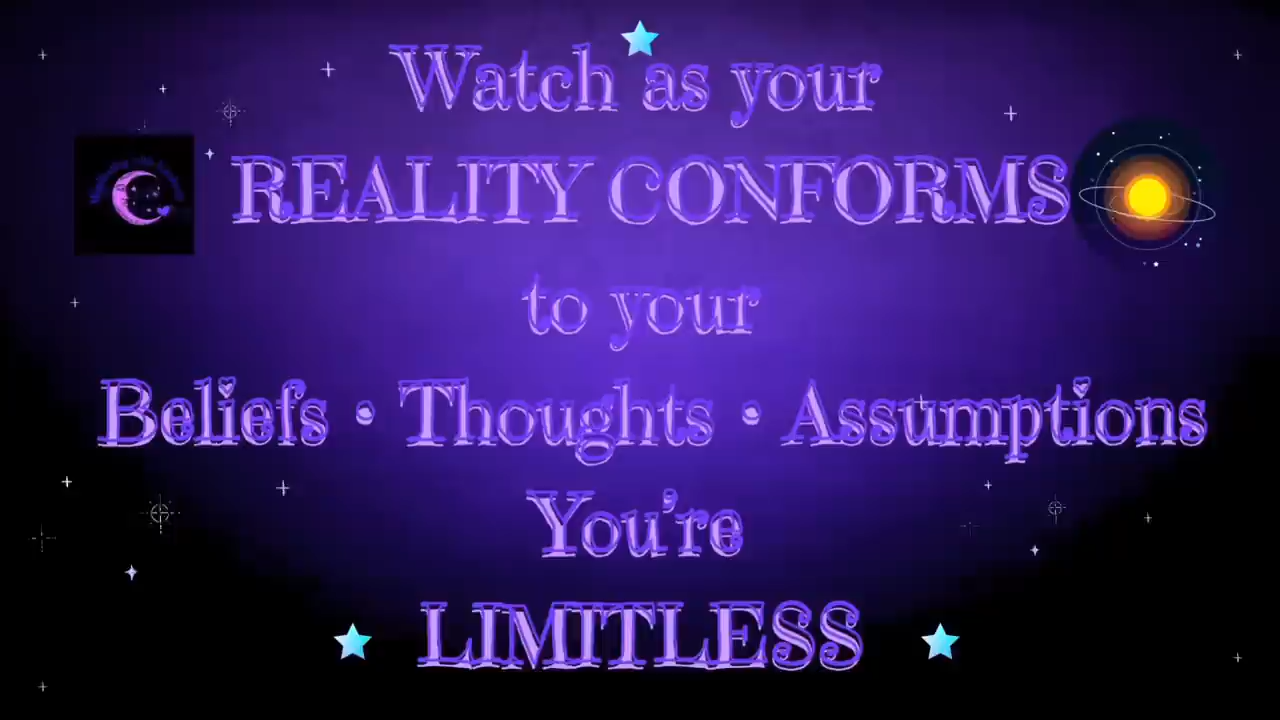 Watch as your
REALITY CONFORMS
to your
Beliefs • Thoughts • Assumptions
You're
LIMITLESS